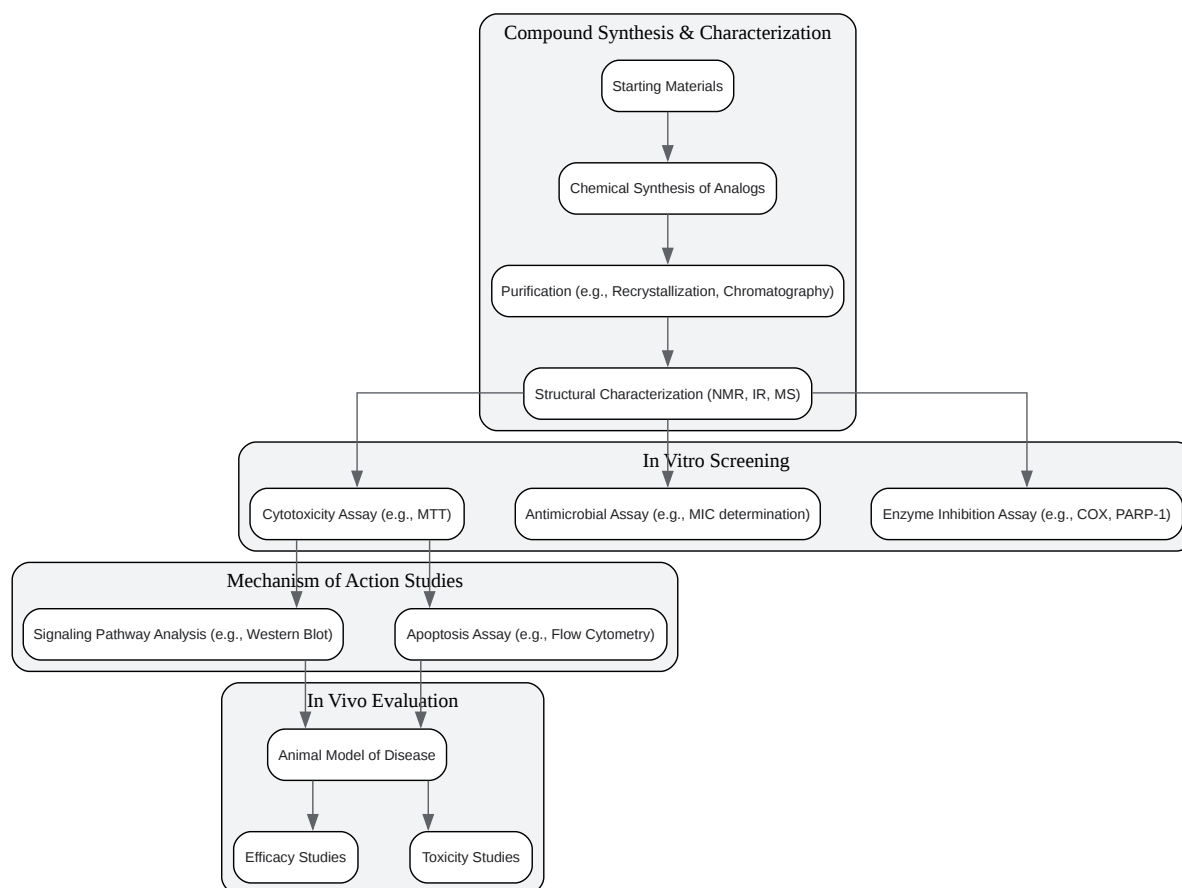 Compound Synthesis & Characterization
Starting Materials
Chemical Synthesis of Analogs
Purification (e.g., Recrystallization, Chromatography)
Structural Characterization (NMR, IR, MS)
In Vitro Screening
Cytotoxicity Assay (e.g., MTT)
Antimicrobial Assay (e.g., MIC determination)
Enzyme Inhibition Assay (e.g., COX, PARP-1)
Mechanism of Action Studies
Signaling Pathway Analysis (e.g., Western Blot)
Apoptosis Assay (e.g., Flow Cytometry)
In Vivo Evaluation
Animal Model of Disease
Efficacy Studies
Toxicity Studies